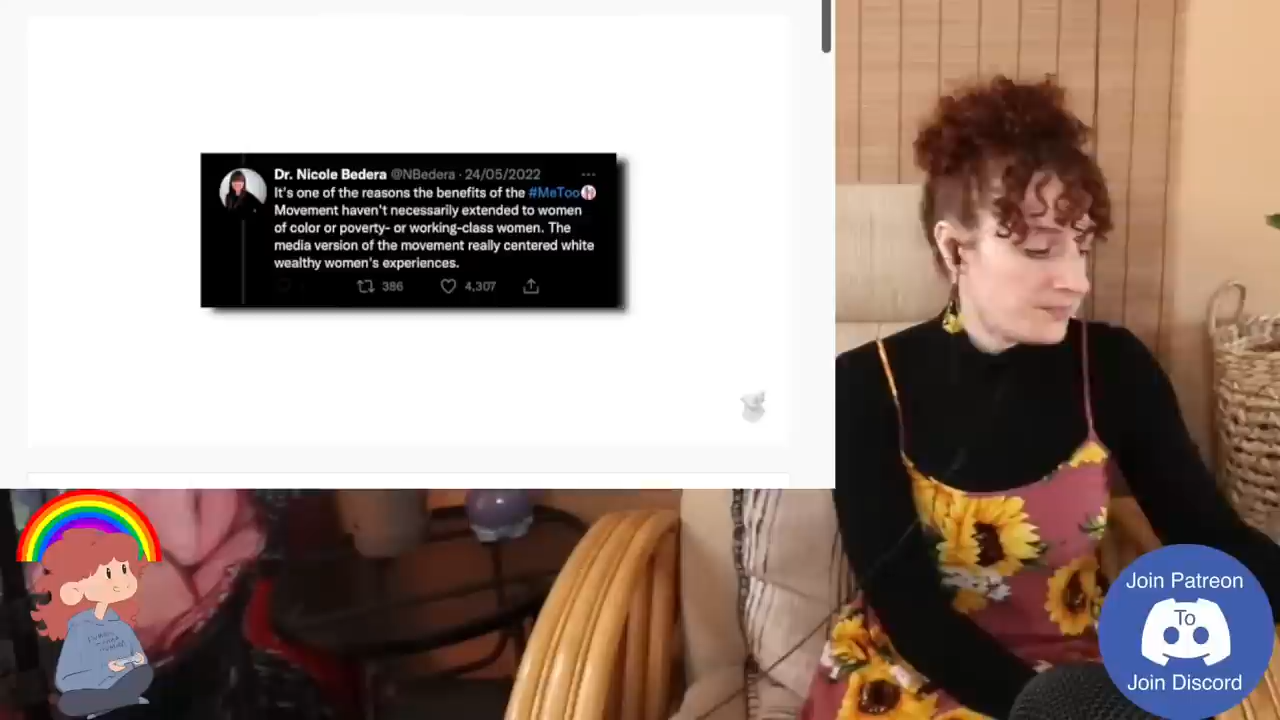 Dr. Nicole Bedera @NBedera · 24/05/2022
It's one of the reasons the benefits of the #MeToo
Movement haven't necessarily extended to women
of color or poverty- or working-class women. The
media version of the movement really centered white
wealthy women's experiences.
386 4,307
Join Patreon
To
Join Discord